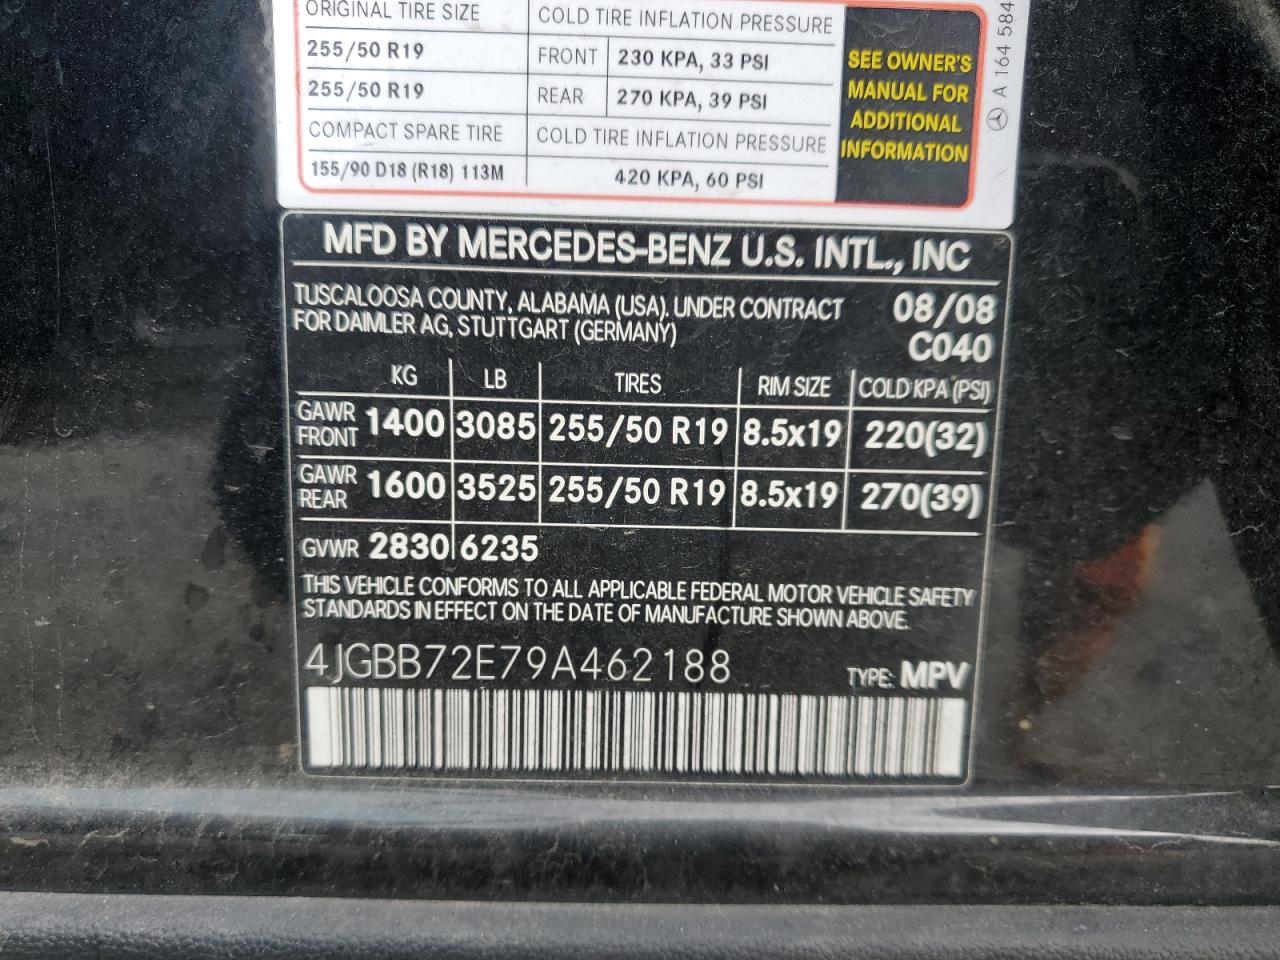 ORIGINAL TIRE SIZE COLD TIRE INFLATION PRESSURE
255/50 R19 FRONT 230 KPA, 33 PSI
255/50 R19 REAR 270 KPA, 39 PSI
COMPACT SPARE TIRE COLD TIRE INFLATION PRESSURE
155/90 D18 (R18) 113M 420 KPA, 60 PSI
SEE OWNER'S
MANUAL FOR
ADDITIONAL
INFORMATION
A 164 584
MFD BY MERCEDES-BENZ U.S. INTL., INC
TUSCALOOSA COUNTY, ALABAMA (USA). UNDER CONTRACT
FOR DAIMLER AG, STUTTGART (GERMANY)
08/08
C040
KG LB TIRES RIM SIZE COLD KPA (PSI)
GAWR FRONT 1400 3085 255/50 R19 8.5x19 220(32)
GAWR REAR 1600 3525 255/50 R19 8.5x19 270(39)
GVWR 2830 6235
THIS VEHICLE CONFORMS TO ALL APPLICABLE FEDERAL MOTOR VEHICLE SAFETY
STANDARDS IN EFFECT ON THE DATE OF MANUFACTURE SHOWN ABOVE.
4JGBB72E79A462188 TYPE: MPV